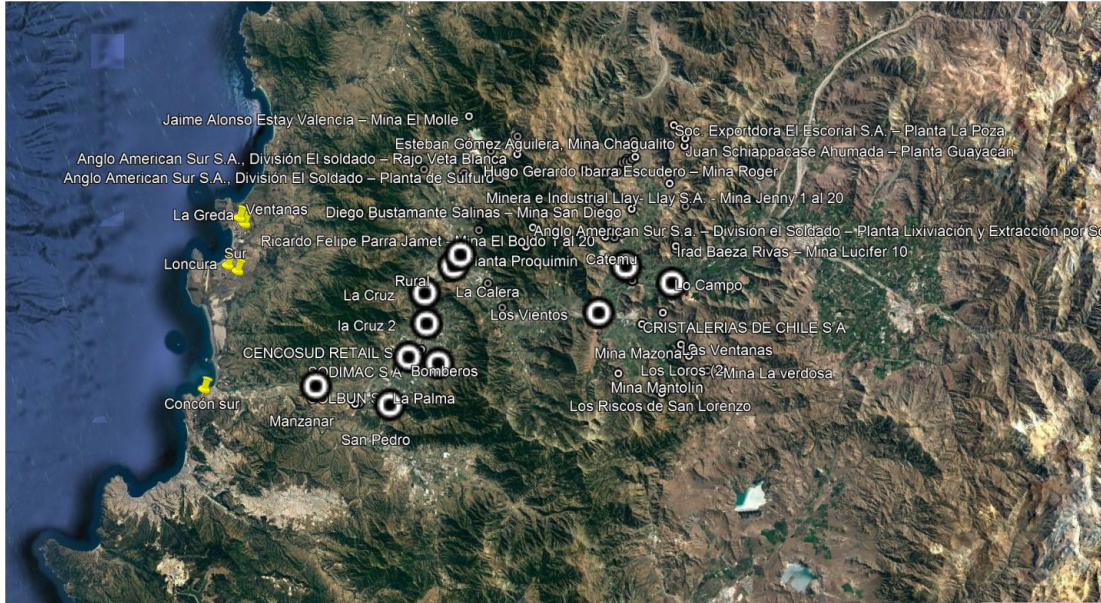 Jaime Alonso Estay Valencia – Mina El Molle
Soc. Exportdora El Escorial S.A. – Planta La Poza
Esteban Gómez Aguilera, Mina Chagualito
Juan Schiappacase Ahumada – Planta Guayacán
Anglo American Sur S.A., División El soldado – Rajo Veta Blanca
Hugo Gerardo Ibarra Escudero – Mina Roger
Anglo American Sur S.A., División El Soldado – Planta de Sulfuro
Minera e Industrial Llay- Llay S.A. - Mina Jenny 1 al 20
La Greda
Ventanas
Diego Bustamante Salinas – Mina San Diego
Anglo American Sur S.a. – División el Soldado – Planta Lixiviación y Extracción por So
Ricardo Felipe Parra Jamet – Mina El Boldo 1 al 20
Sur
Irad Baeza Rivas – Mina Lucifer 10
Loncura
Planta Proquimin
Catemu
Rural
Lo Campo
La Cruz
La Calera
Los Vientos
la Cruz 2
CRISTALERIAS DE CHILE S A
CENCOSUD RETAIL S
Mina Mazona
Las Ventanas
SODIMAC S A
Bomberos
Los Loros (2
Mina La verdosa
Mina Mantolín
Concón sur
COLBUN S
La Palma
Los Riscos de San Lorenzo
Manzanar
San Pedro